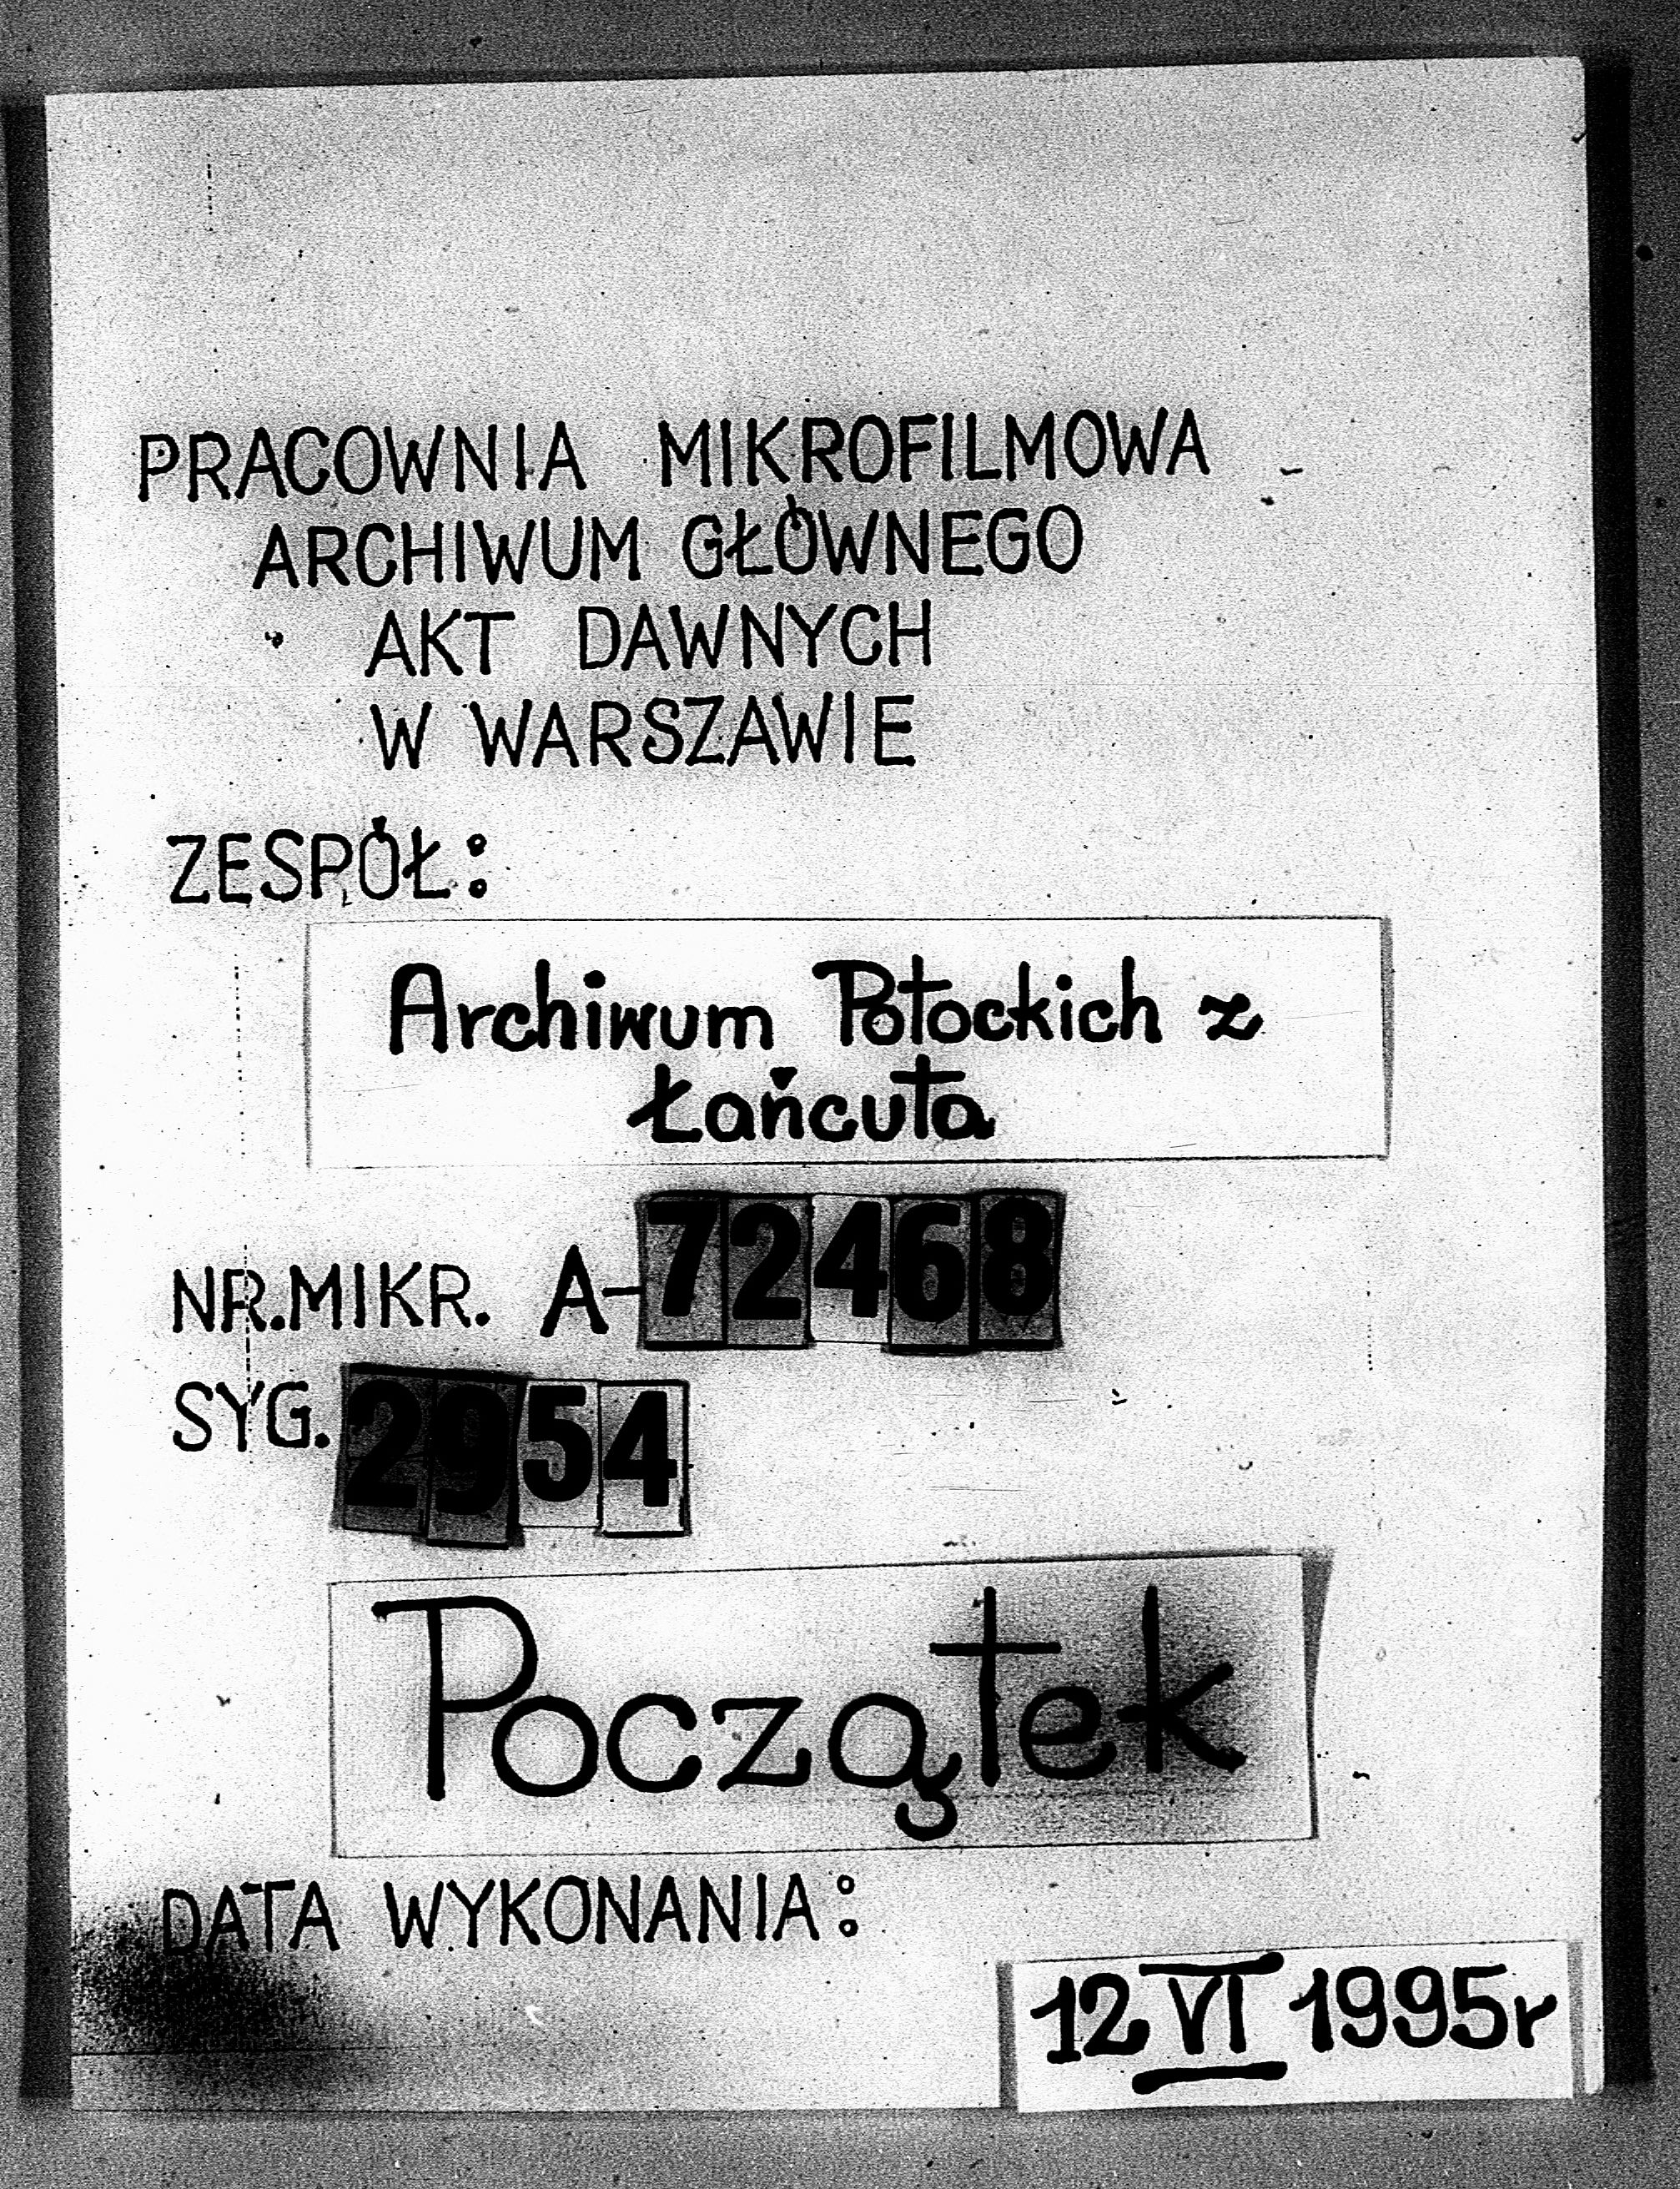 PRACOWNIA MIKROFILMOWA
ARCHIWUM GŁÓWNEGO
AKT DAWNYCH
W WARSZAWIE
ZESPÓŁ:
Archiwum Potockich z
Łańcuta
NR.MIKR. A-72468
SYG. 2954
Początek
DATA WYKONANIA:
12 VI 1995r